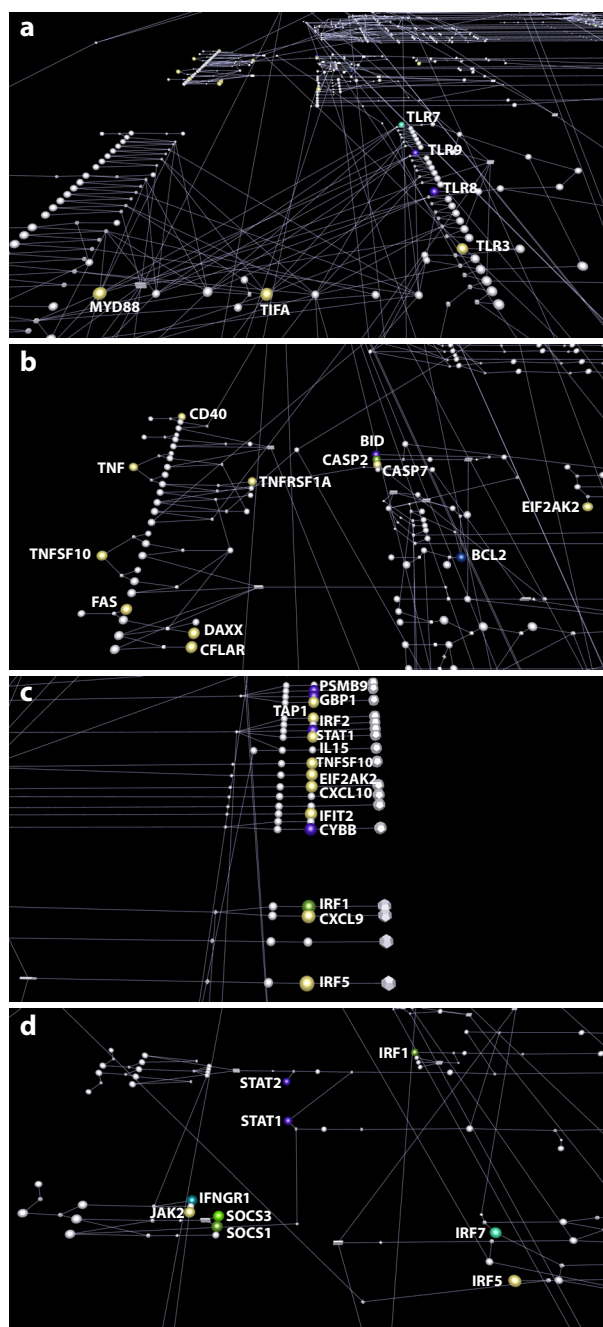 a
TLR7
TLR9
TLR8
TLR3
MYD88
TIFA
b
CD40
BID
TNF
CASP2
CASP7
TNFRSF1A
EIF2AK2
TNFSF10
BCL2
FAS
DAXX
CFLAR
c
PSMB9
GBP1
TAP1
IRF2
STAT1
IL15
TNFSF10
EIF2AK2
CXCL10
IFIT2
CYBB
IRF1
CXCL9
IRF5
d
IRF1
STAT2
STAT1
IFNGR1
JAK2
SOCS3
SOCS1
IRF7
IRF5